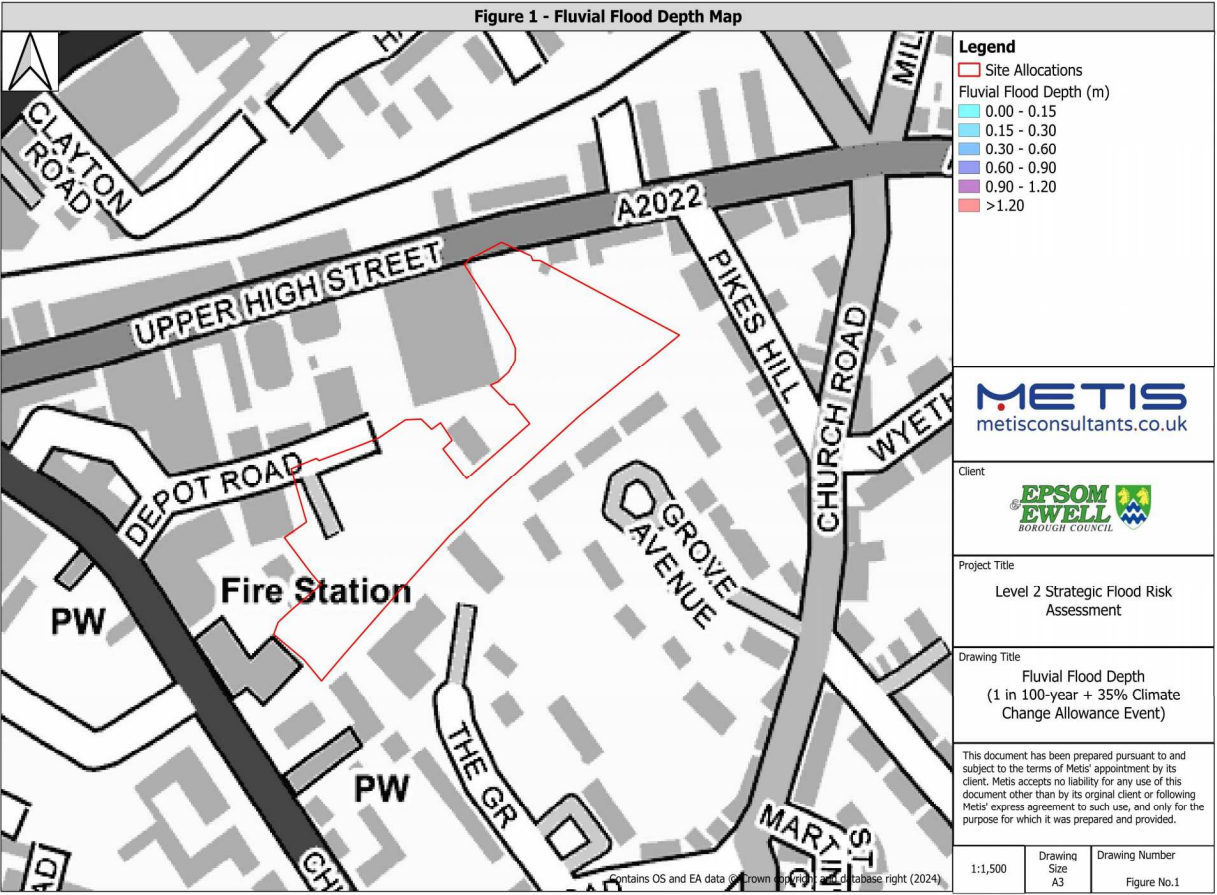 Figure 1 - Fluvial Flood Depth Map
CLAYTON
ROAD
UPPER HIGH STREET
A2022
PIKES HILL
CHURCH ROAD
DEPOT ROAD
GROVE
AVENUE
Fire Station
PW
PW
THE GR
MART
ST
Contains OS and EA data © Crown copyright and database right (2024)
Legend
Site Allocations
Fluvial Flood Depth (m)
0.00 - 0.15
0.15 - 0.30
0.30 - 0.60
0.60 - 0.90
0.90 - 1.20
>1.20
METIS
metisconsultants.co.uk
Client
EPSOM
& EWELL
BOROUGH COUNCIL
Project Title
Level 2 Strategic Flood Risk
Assessment
Drawing Title
Fluvial Flood Depth
(1 in 100-year + 35% Climate
Change Allowance Event)
This document has been prepared pursuant to and
subject to the terms of Metis' appointment by its
client. Metis accepts no liability for any use of this
document other than by its orginal client or following
Metis' express agreement to such use, and only for the
purpose for which it was prepared and provided.
1:1,500
Drawing
Size
A3
Drawing Number
Figure No.1